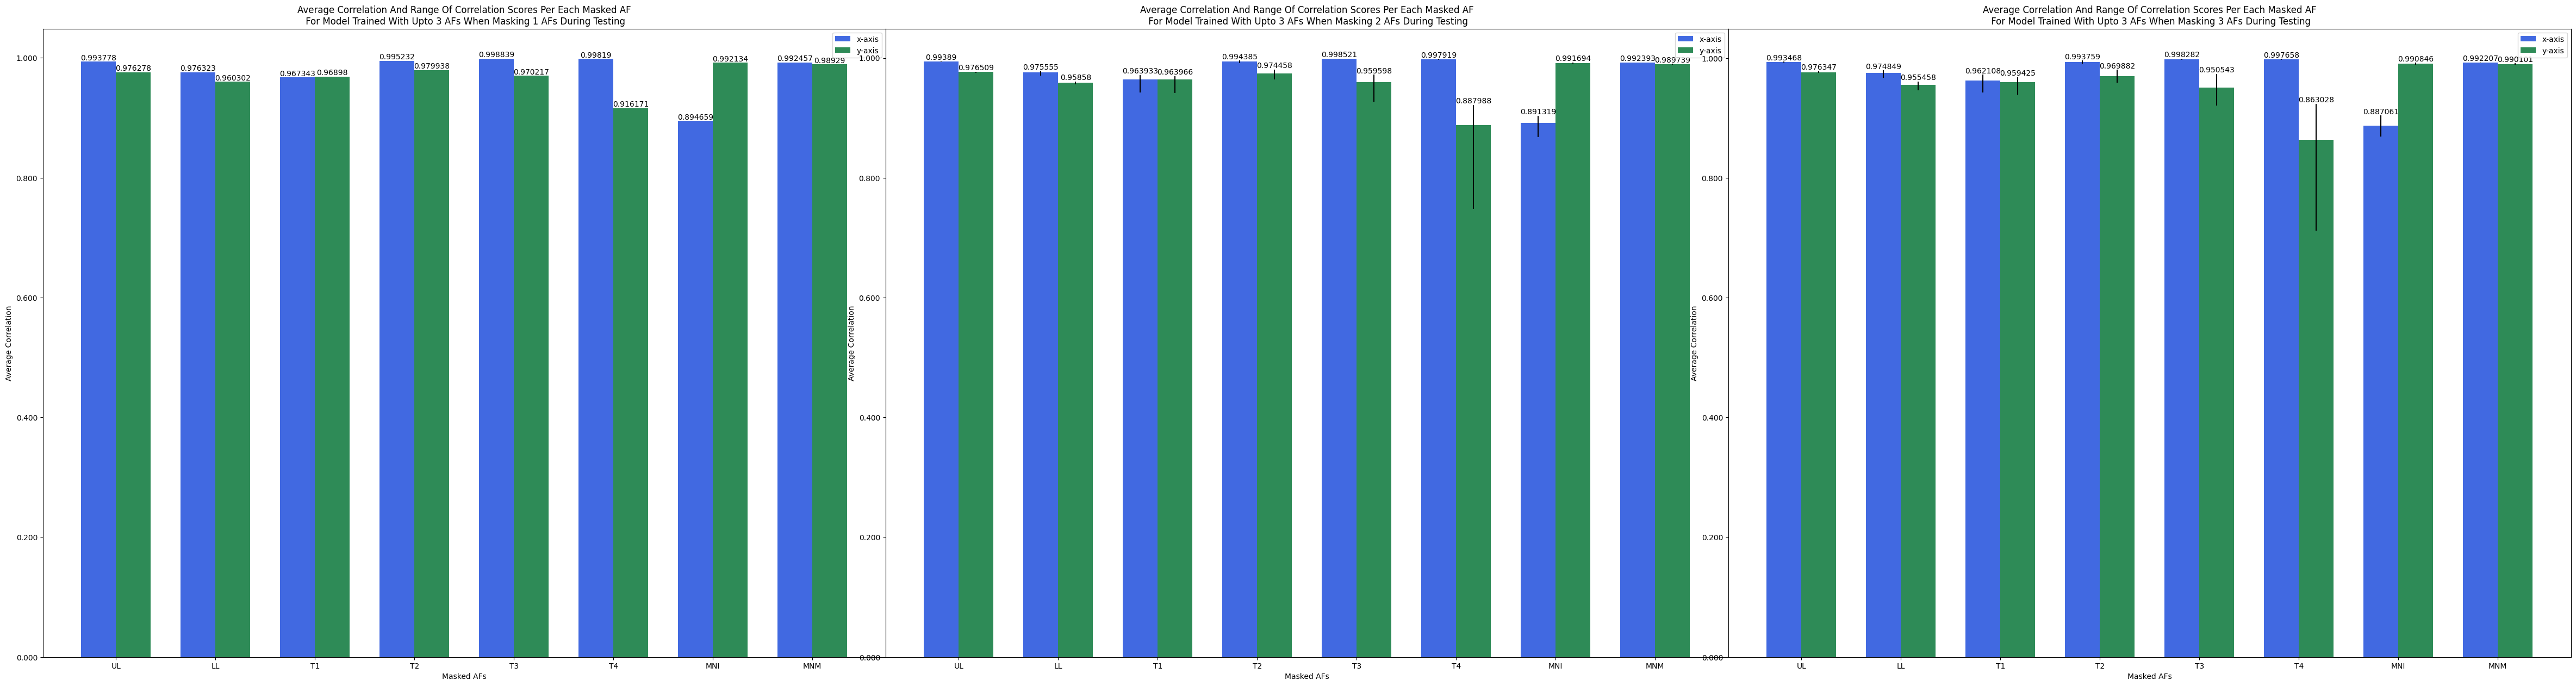 Average Correlation And Range Of Correlation Scores Per Each Masked AF
For Model Trained With Upto 3 AFs When Masking 1 AFs During Testing
x-axis
y-axis
1.000
0.800
0.600
0.400
0.200
0.000
Average Correlation
0.993778
0.976278
0.976323
0.960302
0.967343
0.96898
0.995232
0.979938
0.998839
0.970217
0.99819
0.916171
0.894659
0.992134
0.992457
0.98929
UL
LL
T1
T2
T3
T4
MNI
MNM
Masked AFs
Average Correlation And Range Of Correlation Scores Per Each Masked AF
For Model Trained With Upto 3 AFs When Masking 2 AFs During Testing
x-axis
y-axis
1.000
0.800
0.600
0.400
0.200
0.000
Average Correlation
0.99389
0.976509
0.975555
0.95858
0.963933
0.963966
0.994385
0.974458
0.998521
0.959598
0.997919
0.887988
0.891319
0.991694
0.992393
0.989739
UL
LL
T1
T2
T3
T4
MNI
MNM
Masked AFs
Average Correlation And Range Of Correlation Scores Per Each Masked AF
For Model Trained With Upto 3 AFs When Masking 3 AFs During Testing
x-axis
y-axis
1.000
0.800
0.600
0.400
0.200
0.000
Average Correlation
0.993468
0.976347
0.974849
0.955458
0.962108
0.959425
0.993759
0.969882
0.998282
0.950543
0.997658
0.863028
0.887061
0.990846
0.992207
0.990101
UL
LL
T1
T2
T3
T4
MNI
MNM
Masked AFs